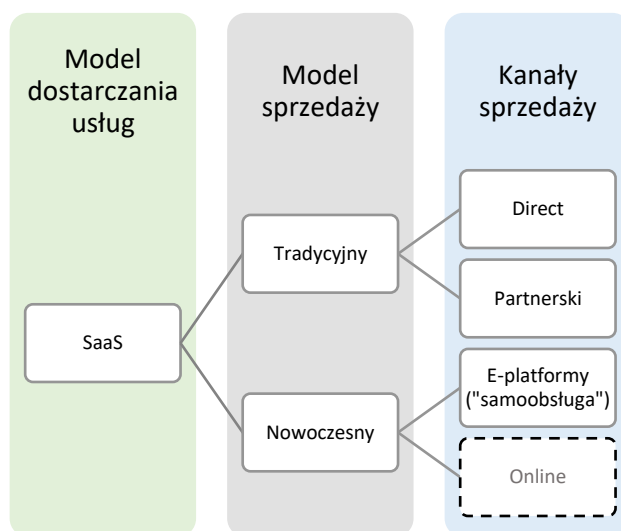 Model
dostarczania
usług
Model
sprzedaży
Kanały
sprzedaży
SaaS
Tradycyjny
Nowoczesny
Direct
Partnerski
E-platformy
("samoobsługa")
Online